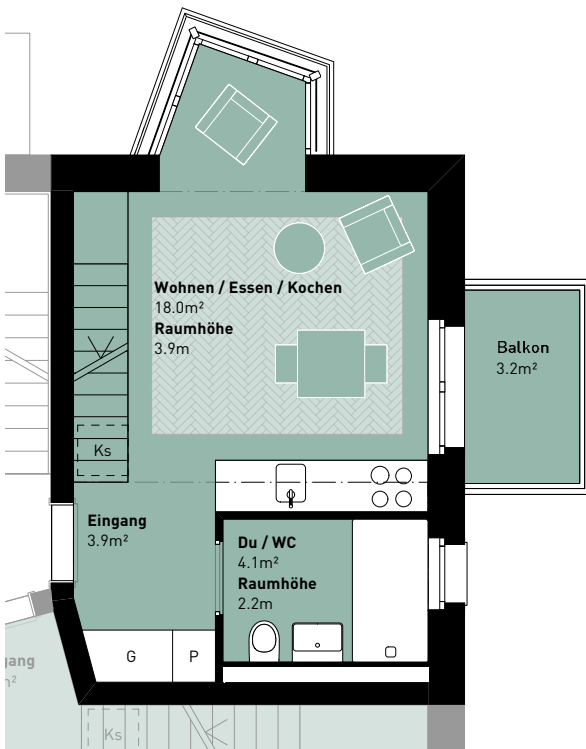 Wohnen / Essen / Kochen
18.0m²
Raumhöhe
3.9m
Balkon
3.2m²
Ks
Eingang
3.9m²
Du / WC
4.1m²
Raumhöhe
2.2m
G
P
gang
m²
Ks